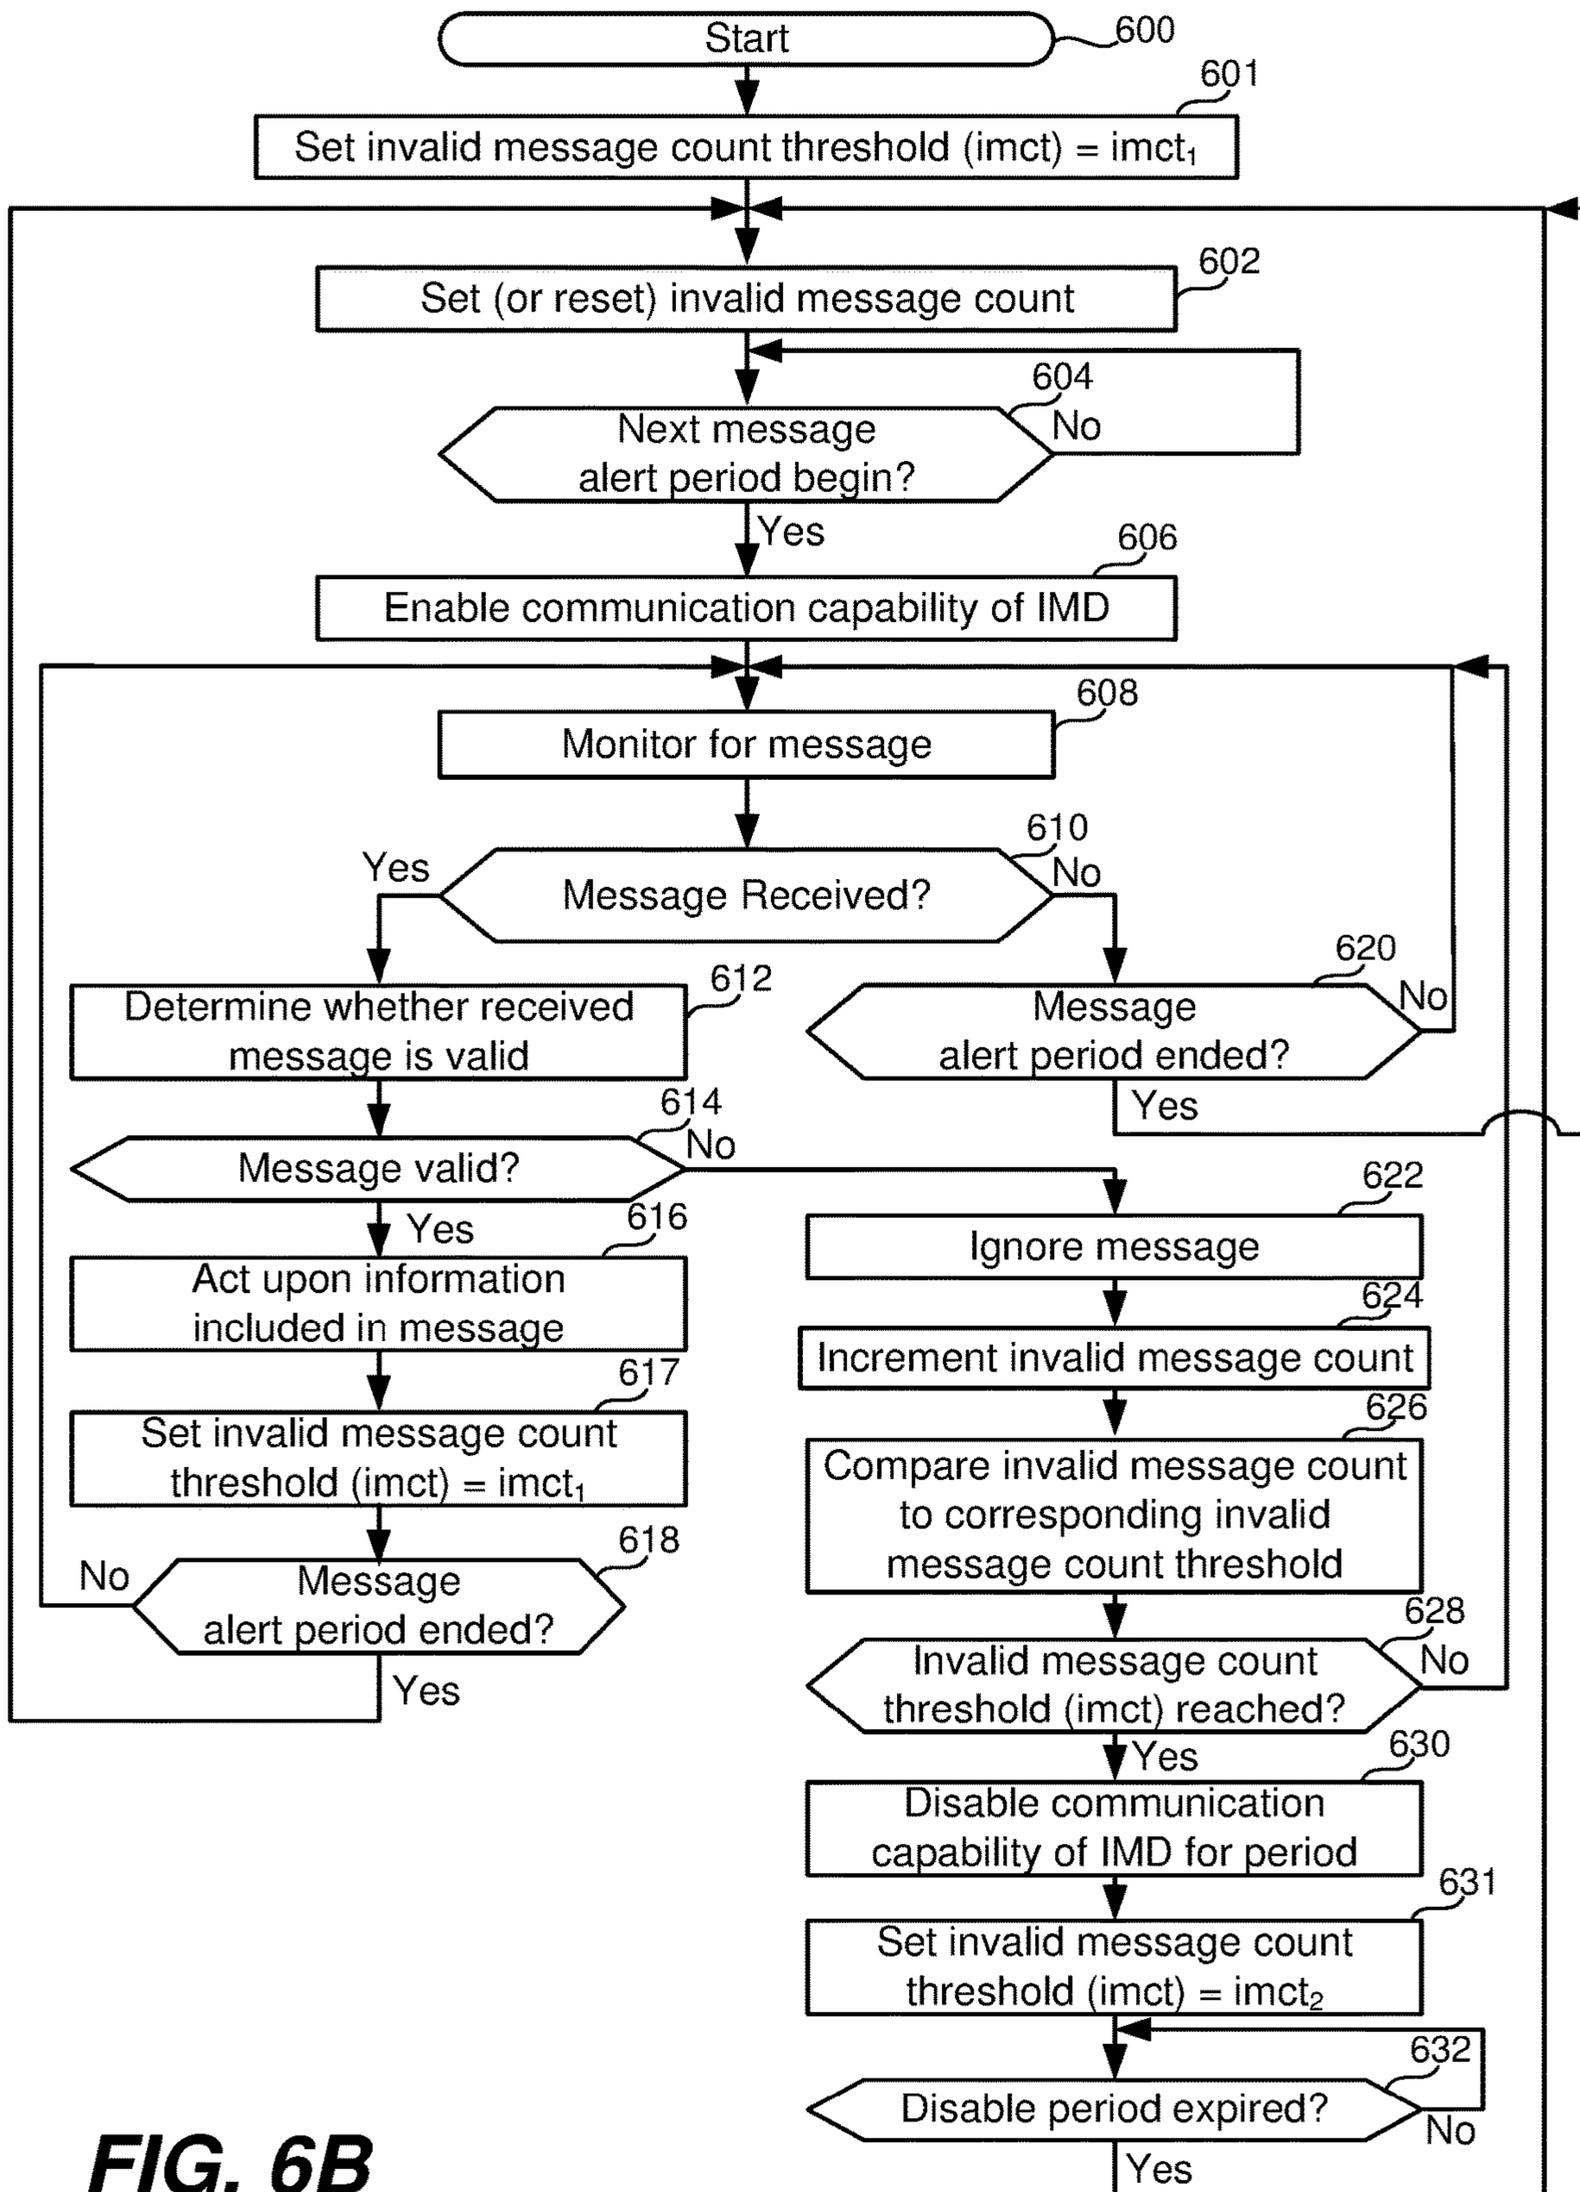 Start
600
601
Set invalid message count threshold (imct) = imct₁
602
Set (or reset) invalid message count
604
Next message
alert period begin?
No
Yes
606
Enable communication capability of IMD
608
Monitor for message
610
Message Received?
Yes
No
612
Determine whether received
message is valid
620
Message
alert period ended?
No
Yes
614
Message valid?
No
Yes
616
Act upon information
included in message
617
Set invalid message count
threshold (imct) = imct₁
618
Message
alert period ended?
No
Yes
622
Ignore message
624
Increment invalid message count
626
Compare invalid message count
to corresponding invalid
message count threshold
628
Invalid message count
threshold (imct) reached?
No
Yes
630
Disable communication
capability of IMD for period
631
Set invalid message count
threshold (imct) = imct₂
632
Disable period expired?
No
Yes
FIG. 6B